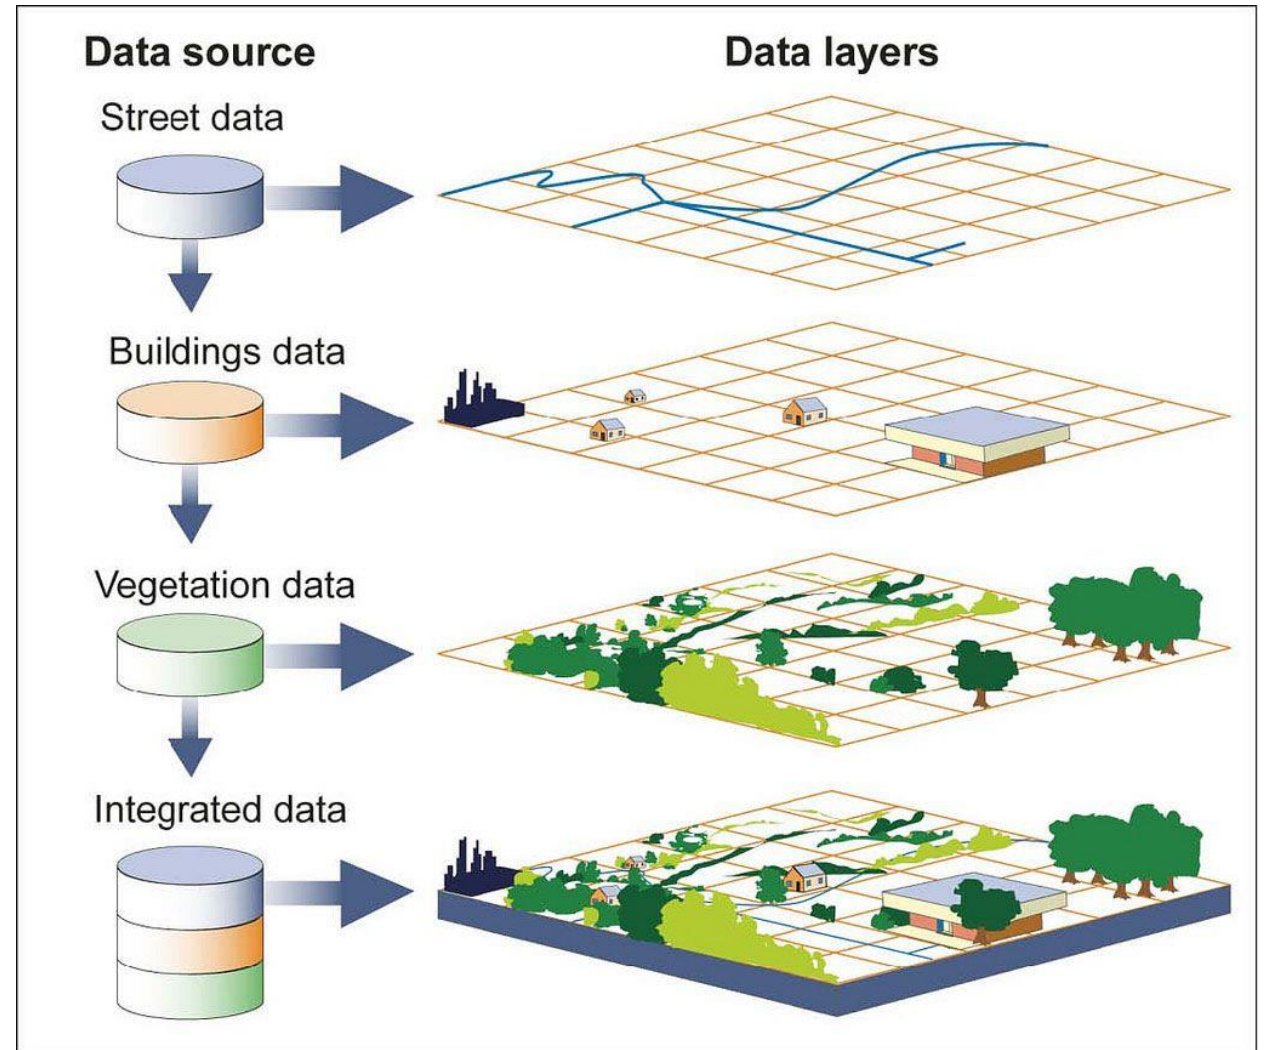 Data source
Data layers
Street data
Buildings data
Vegetation data
Integrated data